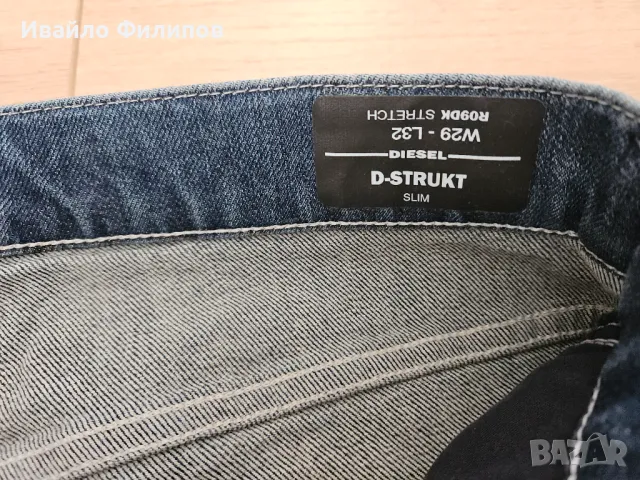 Ивайло Филипов
R09DK STRETCH
W29 - L32
DIESEL
D-STRUKT
SLIM
BAZAR